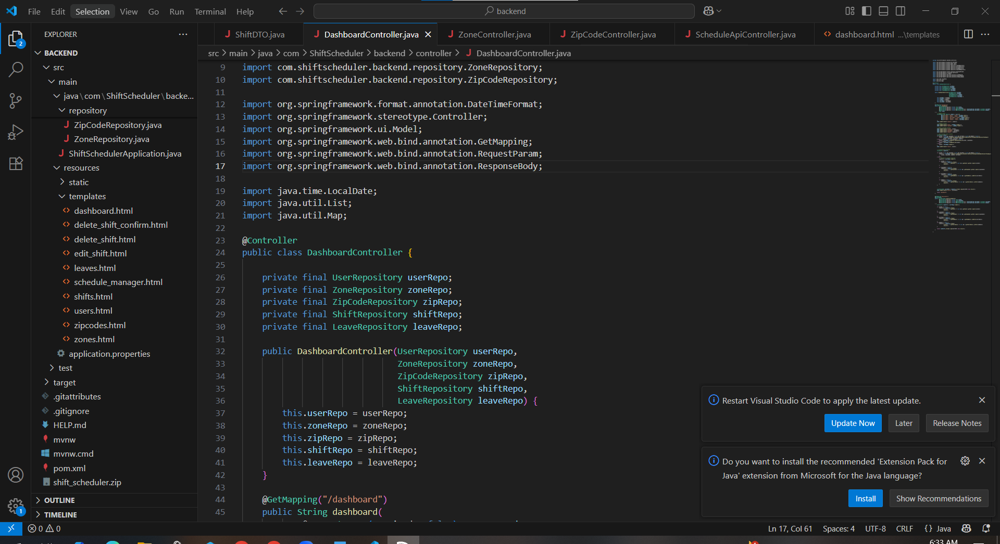 File Edit Selection View Go Run Terminal Help
backend
EXPLORER
ShiftDTO.java
DashboardController.java
ZoneController.java
ZipCodeController.java
ScheduleApiController.java
dashboard.html ...\templates
src > main > java > com > ShiftScheduler > backend > controller > DashboardController.java
2
BACKEND
src
main
java\com\ShiftScheduler\backe...
repository
ZipCodeRepository.java
ZoneRepository.java
ShiftSchedulerApplication.java
resources
static
templates
dashboard.html
delete_shift_confirm.html
delete_shift.html
edit_shift.html
leaves.html
schedule_manager.html
shifts.html
users.html
zipcodes.html
zones.html
application.properties
test
target
.gitattributes
.gitignore
HELP.md
mvnw
mvnw.cmd
pom.xml
shift_scheduler.zip
OUTLINE
TIMELINE
1
9 import com.shiftscheduler.backend.repository.ZoneRepository;
10 import com.shiftscheduler.backend.repository.ZipCodeRepository;
11
12 import org.springframework.format.annotation.DateTimeFormat;
13 import org.springframework.stereotype.Controller;
14 import org.springframework.ui.Model;
15 import org.springframework.web.bind.annotation.GetMapping;
16 import org.springframework.web.bind.annotation.RequestParam;
17 import org.springframework.web.bind.annotation.ResponseBody;
18
19 import java.time.LocalDate;
20 import java.util.List;
21 import java.util.Map;
22
23 @Controller
24 public class DashboardController {
25
26 private final UserRepository userRepo;
27 private final ZoneRepository zoneRepo;
28 private final ZipCodeRepository zipRepo;
29 private final ShiftRepository shiftRepo;
30 private final LeaveRepository leaveRepo;
31
32 public DashboardController(UserRepository userRepo,
33 ZoneRepository zoneRepo,
34 ZipCodeRepository zipRepo,
35 ShiftRepository shiftRepo,
36 LeaveRepository leaveRepo) {
37 this.userRepo = userRepo;
38 this.zoneRepo = zoneRepo;
39 this.zipRepo = zipRepo;
40 this.shiftRepo = shiftRepo;
41 this.leaveRepo = leaveRepo;
42 }
43
44 @GetMapping("/dashboard")
45 public String dashboard(
Restart Visual Studio Code to apply the latest update.
Update Now
Later
Release Notes
Do you want to install the recommended 'Extension Pack for
Java' extension from Microsoft for the Java language?
Install
Show Recommendations
0 0
Ln 17, Col 61
Spaces: 4
UTF-8
CRLF
{ } Java
6:33 AM